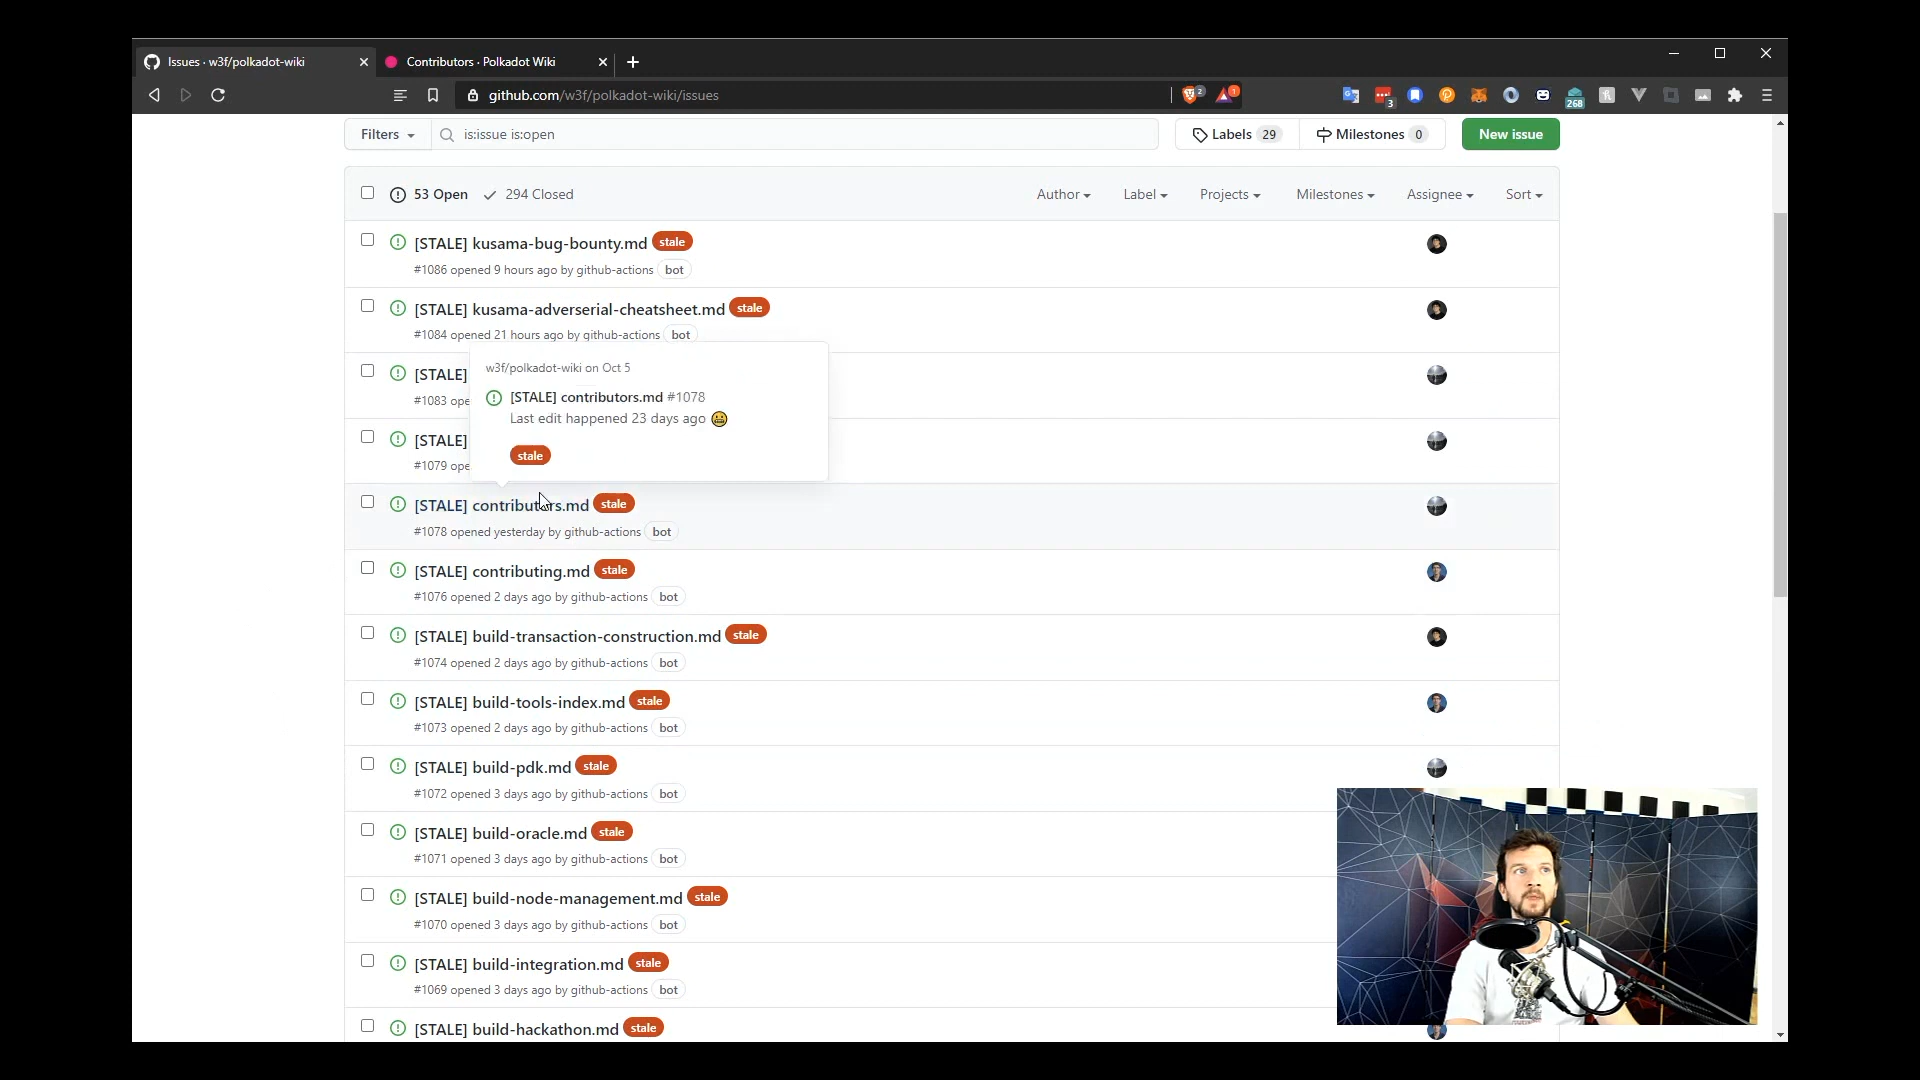 Issues · w3f/polkadot-wiki
Contributors · Polkadot Wiki
github.com/w3f/polkadot-wiki/issues
2
1
3
268
Filters
is:issue is:open
Labels 29
Milestones 0
New issue
53 Open
294 Closed
Author
Label
Projects
Milestones
Assignee
Sort
[STALE] kusama-bug-bounty.md stale
#1086 opened 9 hours ago by github-actions bot
[STALE] kusama-adverserial-cheatsheet.md stale
#1084 opened 21 hours ago by github-actions bot
w3f/polkadot-wiki on Oct 5
[STALE]
#1083 ope
[STALE] contributors.md #1078
Last edit happened 23 days ago
stale
[STALE]
#1079 ope
[STALE] contributors.md stale
#1078 opened yesterday by github-actions bot
[STALE] contributing.md stale
#1076 opened 2 days ago by github-actions bot
[STALE] build-transaction-construction.md stale
#1074 opened 2 days ago by github-actions bot
[STALE] build-tools-index.md stale
#1073 opened 2 days ago by github-actions bot
[STALE] build-pdk.md stale
#1072 opened 3 days ago by github-actions bot
[STALE] build-oracle.md stale
#1071 opened 3 days ago by github-actions bot
[STALE] build-node-management.md stale
#1070 opened 3 days ago by github-actions bot
[STALE] build-integration.md stale
#1069 opened 3 days ago by github-actions bot
[STALE] build-hackathon.md stale